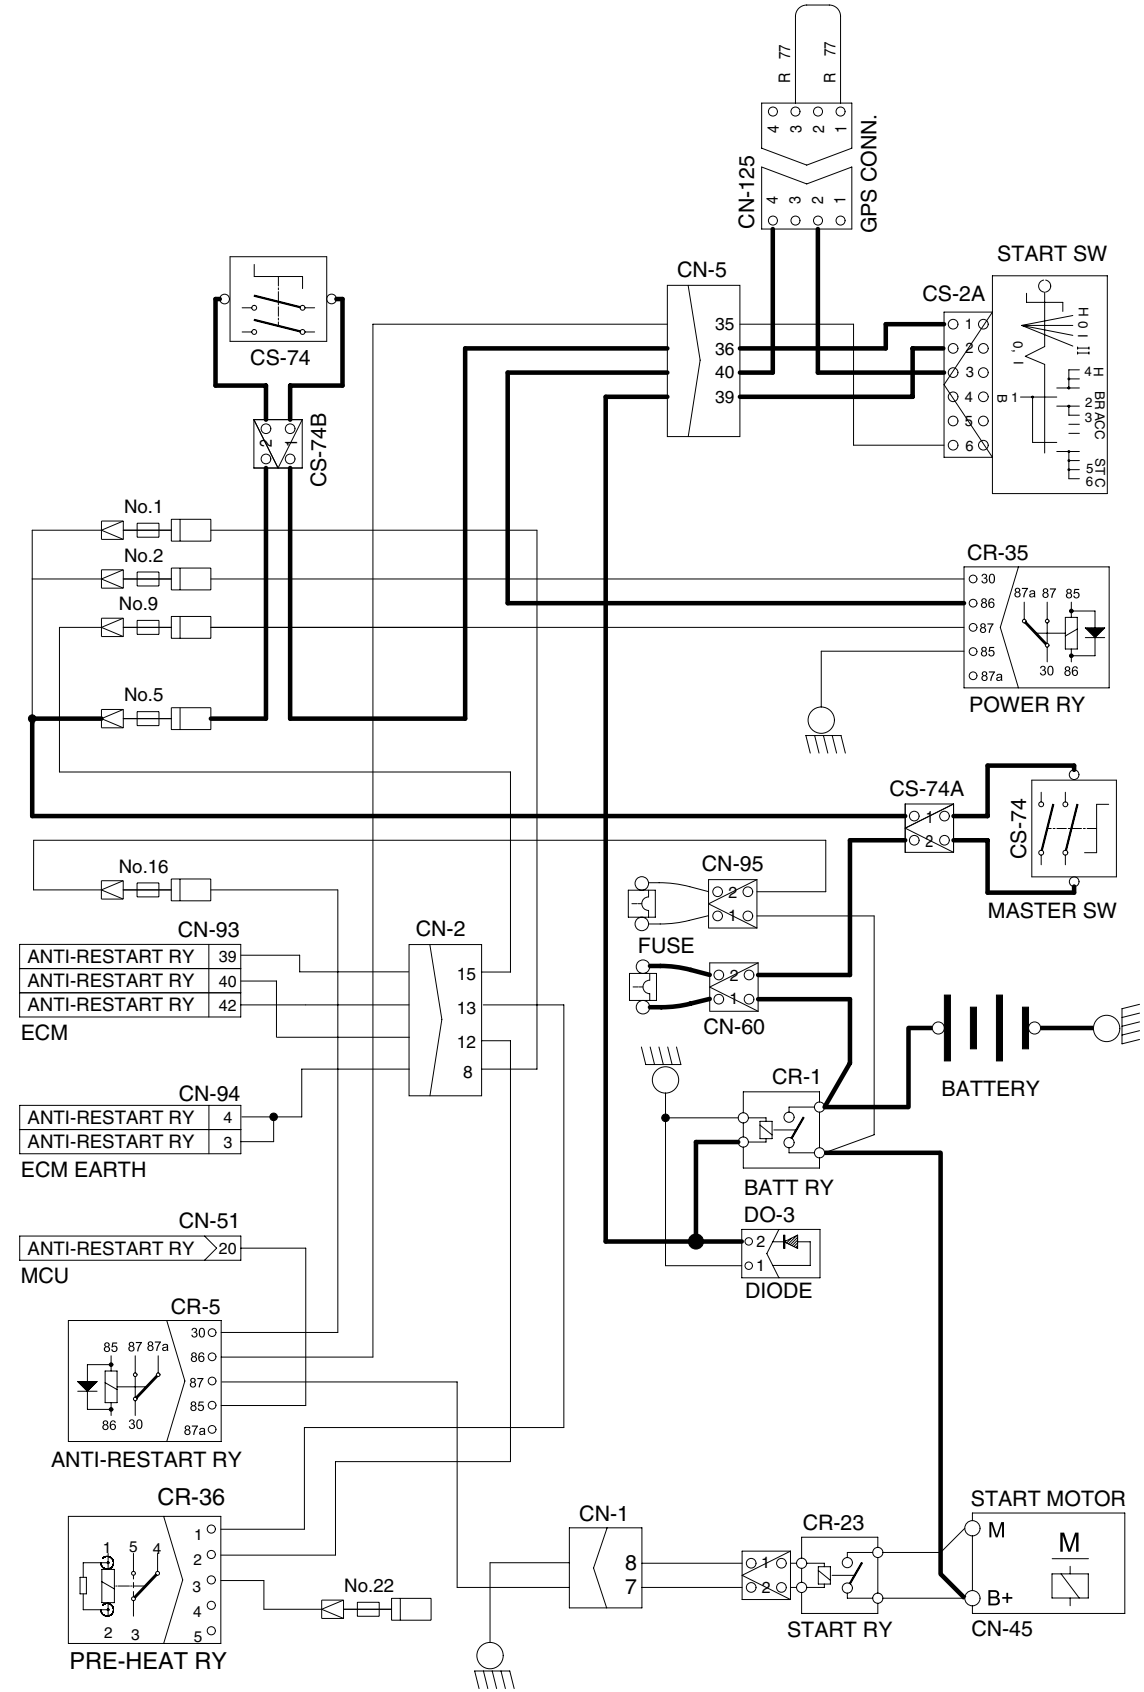 R 77
R 77
4 3 2 1
CN-125
4 3 2 1
GPS CONN.
START SW
CN-5
CS-2A
35
36
40
39
1
2
3
4
5
6
H O I II
O, I
B 1
4 H
BR
2
3
ACC
ST
5
6 C
CS-74
2 1
CS-74B
No.1
No.2
No.9
No.5
CR-35
30
86
87
85
87a
87a 87 85
30 86
POWER RY
CS-74A
1
2
CS-74
MASTER SW
No.16
CN-95
2
1
FUSE
2
1
CN-60
CN-93
ANTI-RESTART RY 39
ANTI-RESTART RY 40
ANTI-RESTART RY 42
ECM
CN-2
15
13
12
8
BATTERY
CN-94
ANTI-RESTART RY 4
ANTI-RESTART RY 3
ECM EARTH
CR-1
BATT RY
CN-51
ANTI-RESTART RY 20
MCU
DO-3
2
1
DIODE
CR-5
30
86
87
85
87a
85 87 87a
86 30
ANTI-RESTART RY
CR-36
1
2
3
4
5
1 5 4
2 3
PRE-HEAT RY
No.22
CN-1
8
7
1
2
CR-23
START RY
START MOTOR
M
M
B+
CN-45